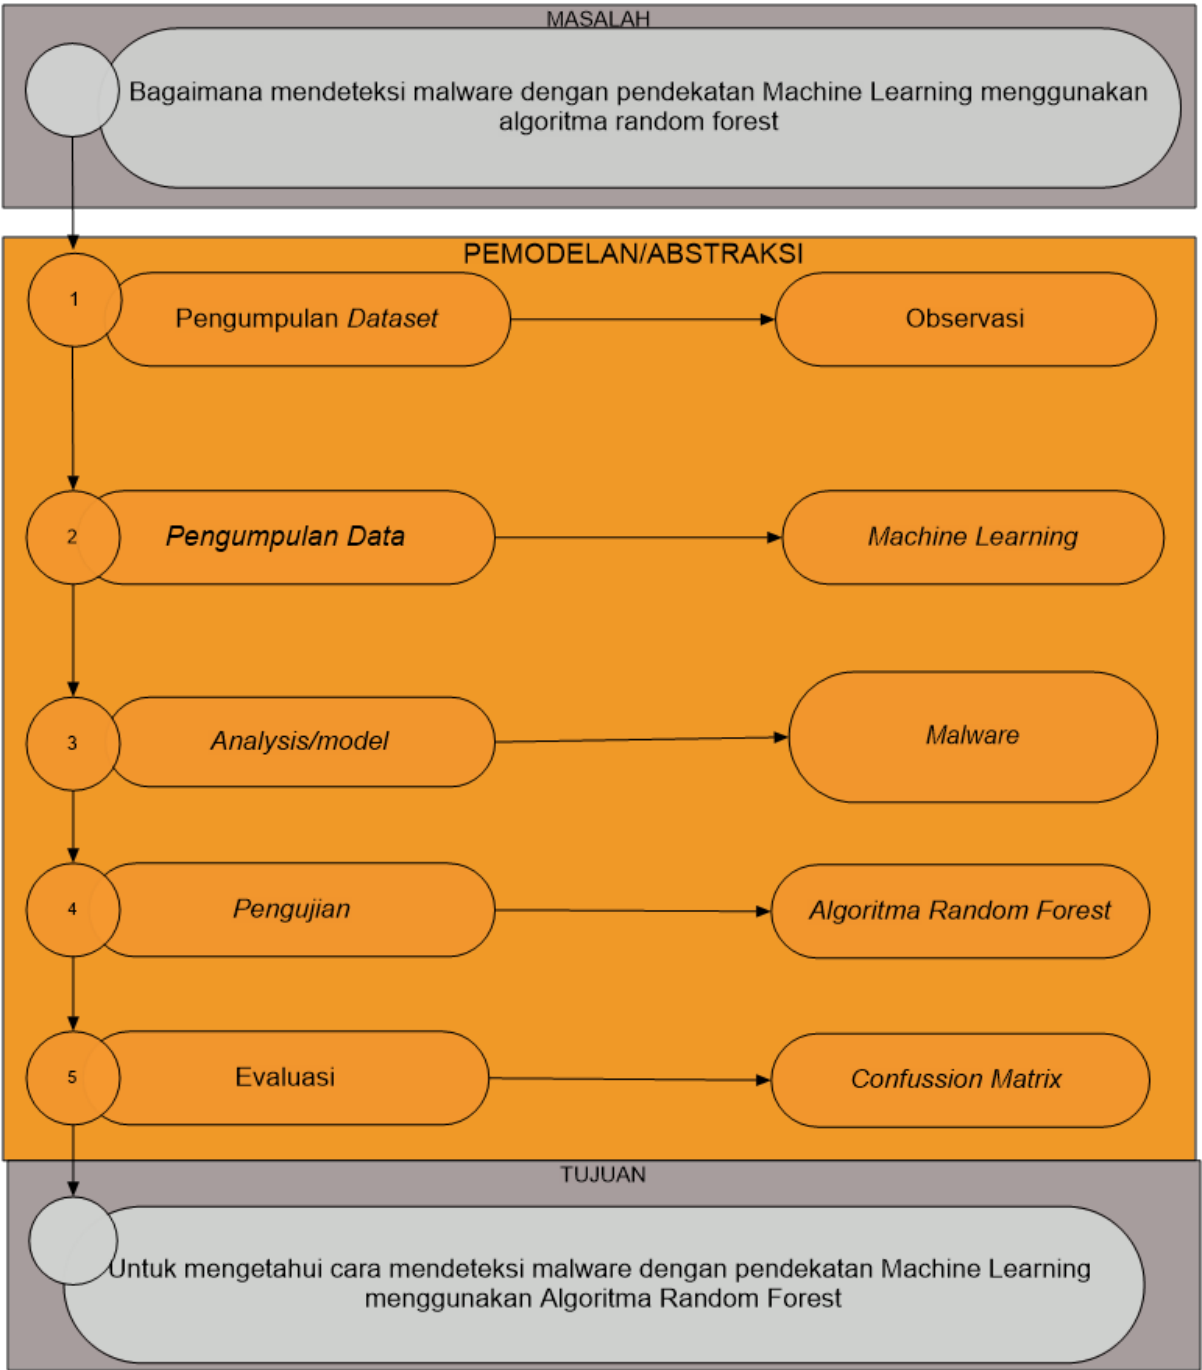 MASALAH
Bagaimana mendeteksi malware dengan pendekatan Machine Learning menggunakan
algoritma random forest
PEMODELAN/ABSTRAKSI
1
Pengumpulan Dataset
Observasi
2
Pengumpulan Data
Machine Learning
3
Analysis/model
Malware
4
Pengujian
Algoritma Random Forest
5
Evaluasi
Confussion Matrix
TUJUAN
Untuk mengetahui cara mendeteksi malware dengan pendekatan Machine Learning
menggunakan Algoritma Random Forest